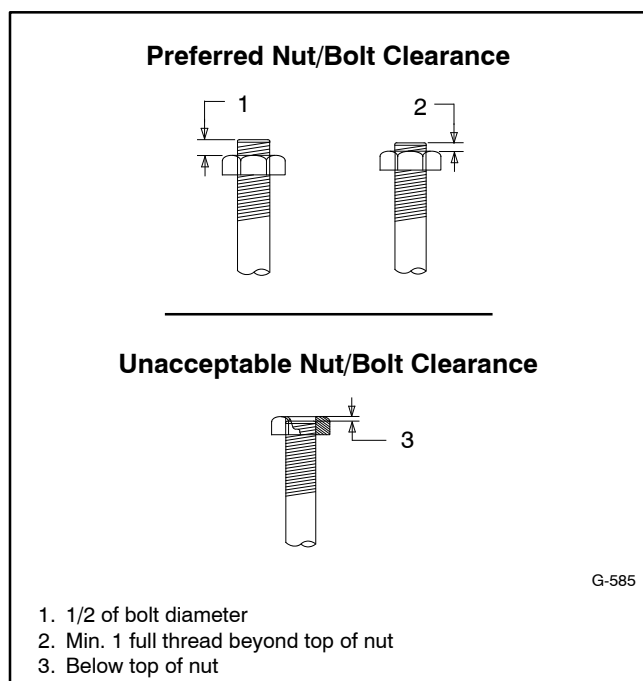 Preferred Nut/Bolt Clearance
1
2
Unacceptable Nut/Bolt Clearance
3
G-585
1. 1/2 of bolt diameter
2. Min. 1 full thread beyond top of nut
3. Below top of nut